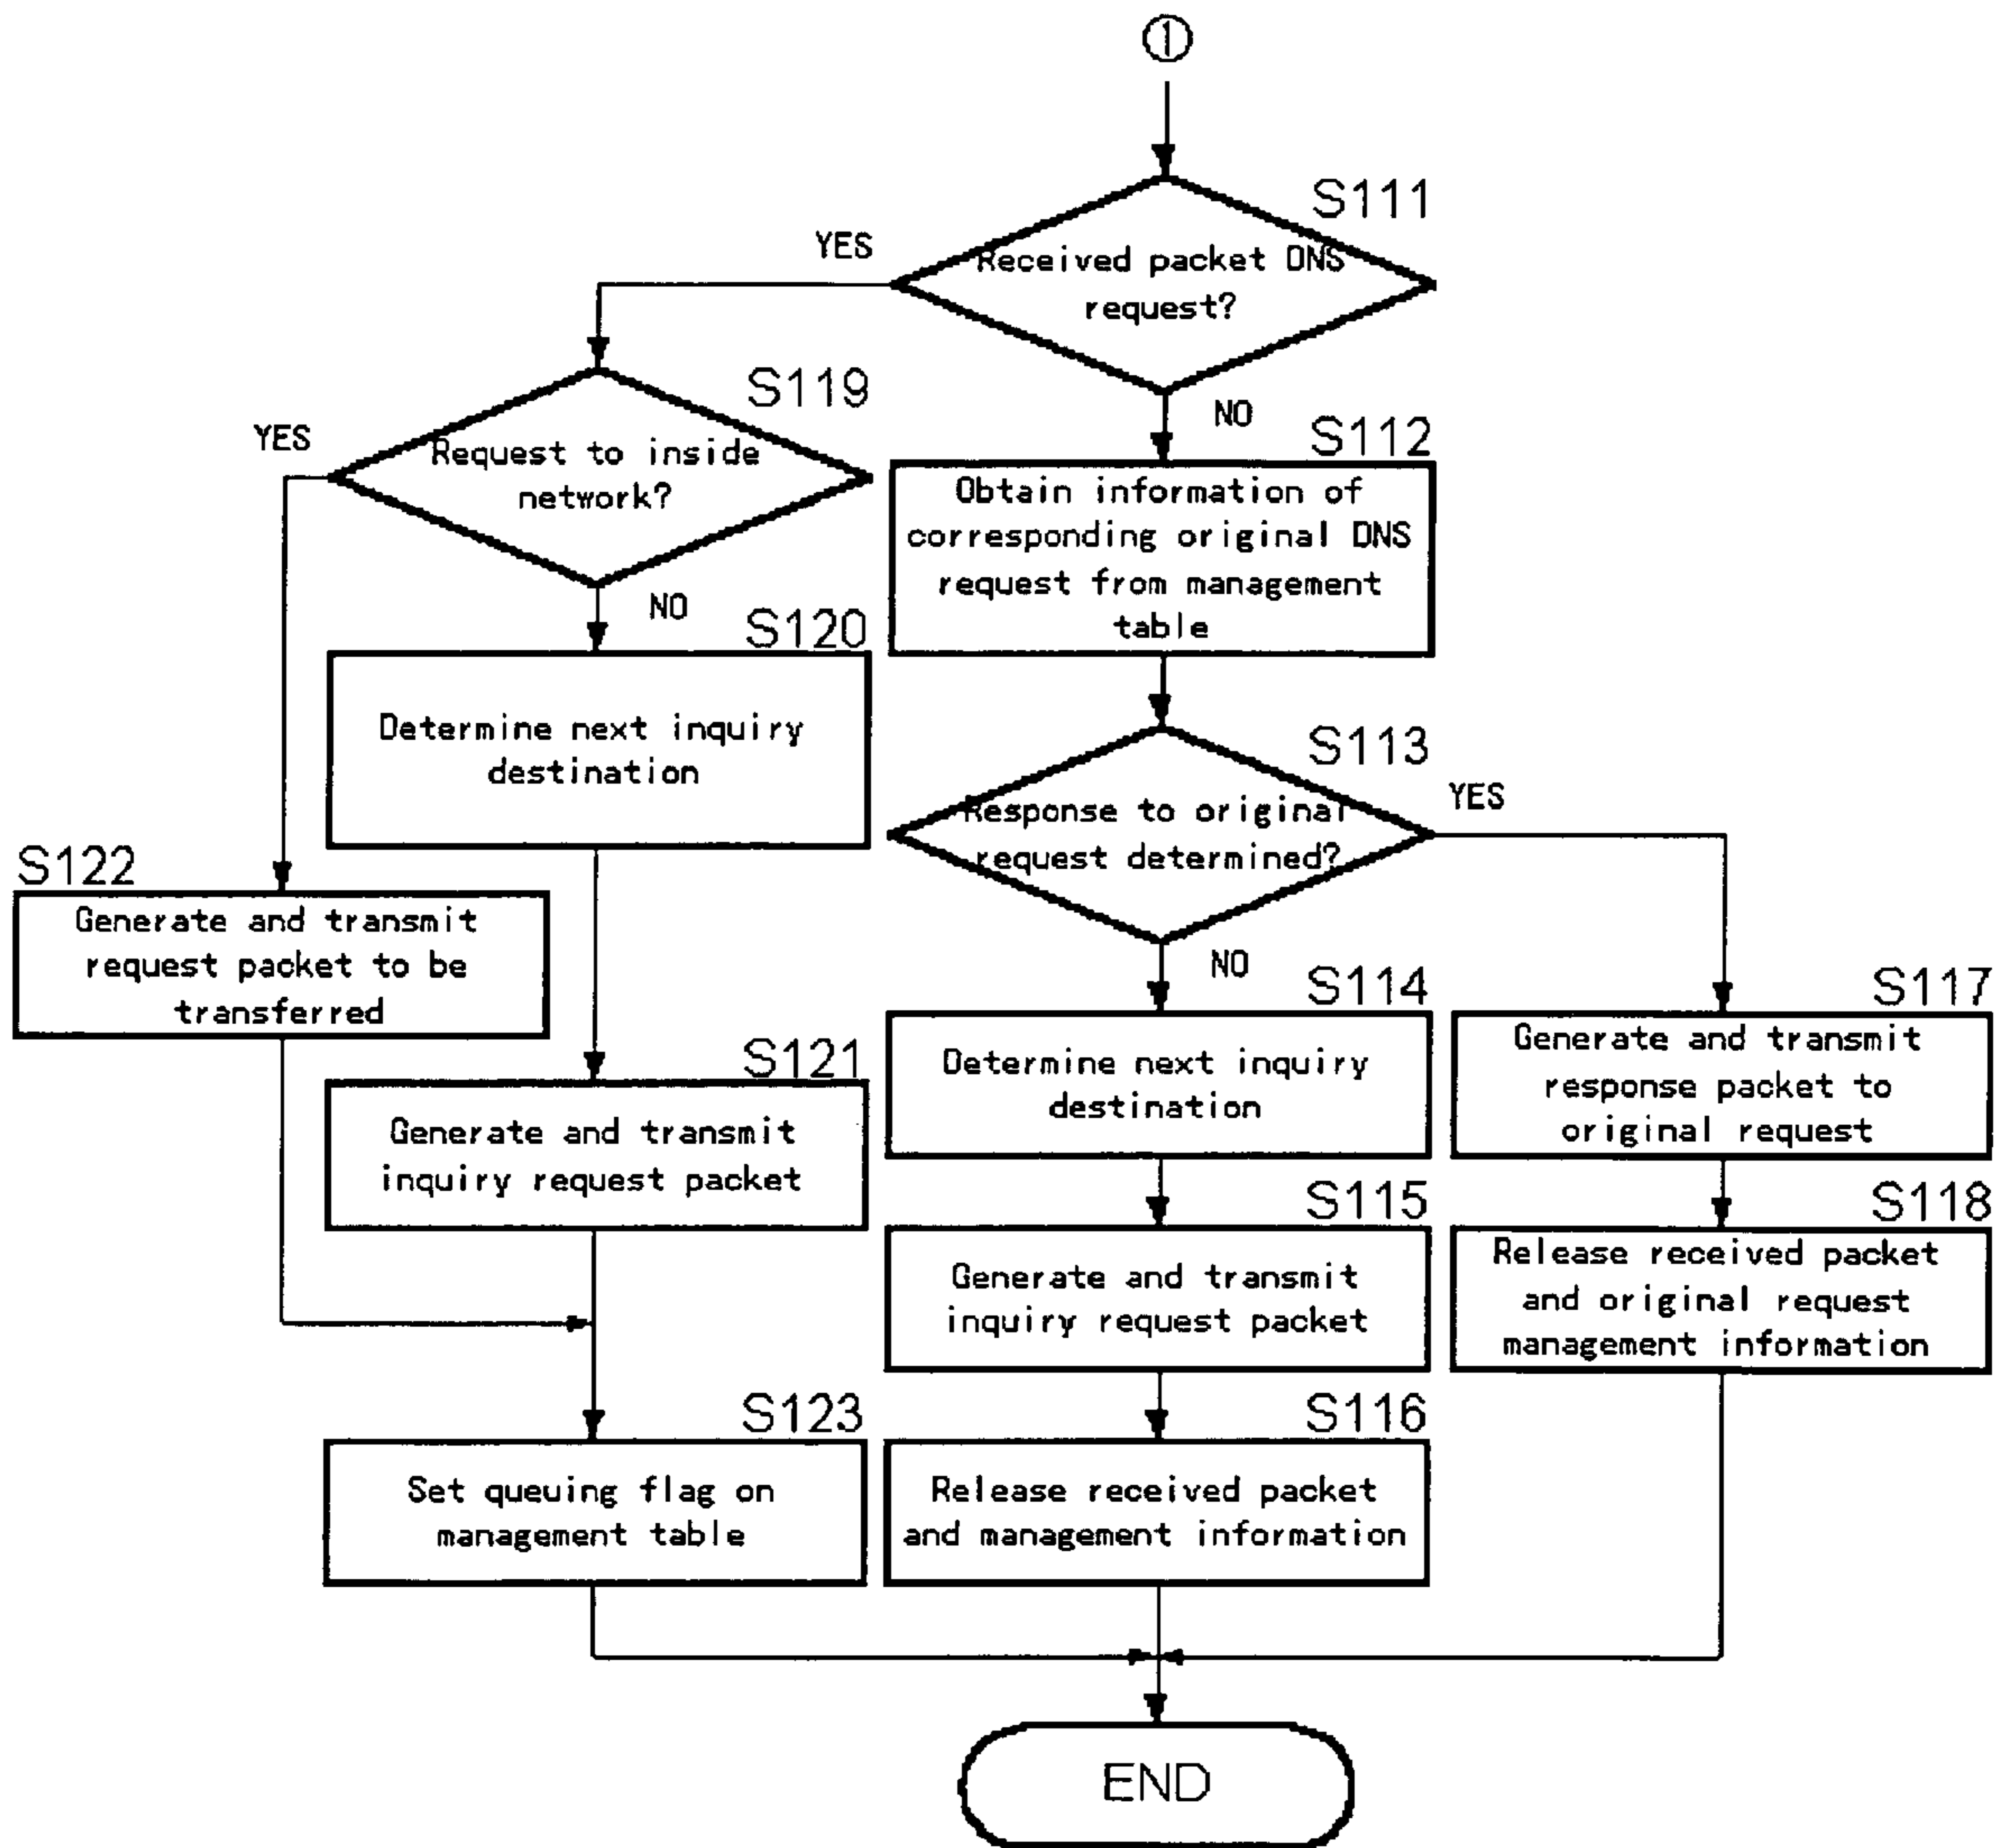 ①
S111
YES
Received packet DNS
request?
S119
NO
S112
YES
Request to inside
network?
Obtain information of
corresponding original DNS
request from management
table
NO
S120
Determine next inquiry
destination
S113
YES
Response to original
request determined?
S122
Generate and transmit
request packet to be
transferred
NO
S114
S117
Determine next inquiry
destination
Generate and transmit
response packet to
original request
S121
Generate and transmit
inquiry request packet
S115
S118
Generate and transmit
inquiry request packet
Release received packet
and original request
management information
S123
S116
Set queuing flag on
management table
Release received packet
and management information
END